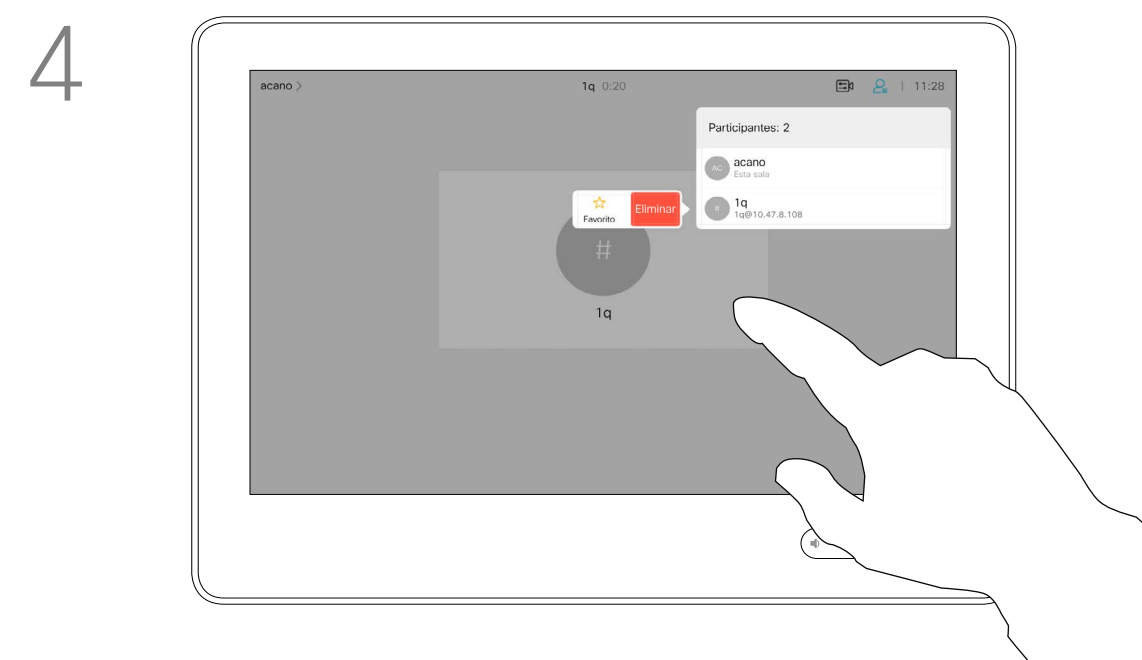 4
acano >
1q 0:20
11:28
Participantes: 2
AC
acano
Esta sala
#
1q
1q@10.47.8.108
Favorito
Eliminar
#
1q